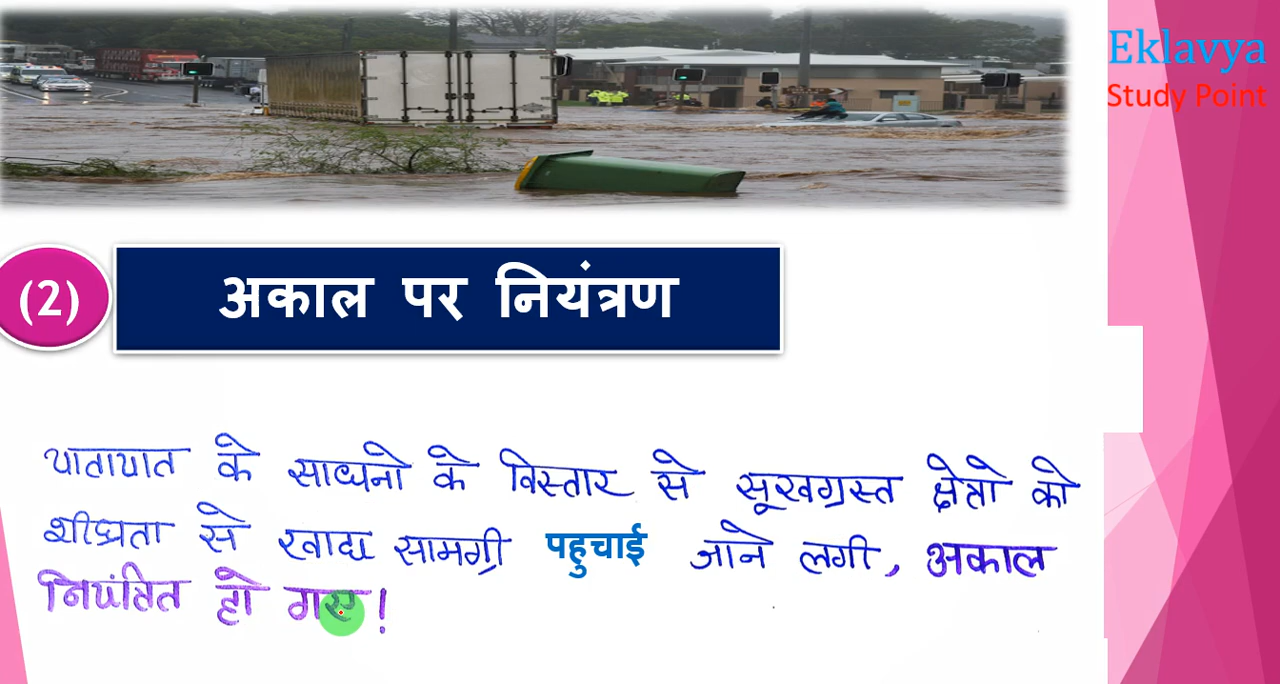 Eklavya
Study Point
(2)
अकाल पर नियंत्रण
यातायात के साधनो के विस्तार से सूखग्रस्त क्षेत्रो को
शीघ्रता से खाद्य सामग्री पहुचाई जाने लगी, अकाल
नियंत्रित हो गए!